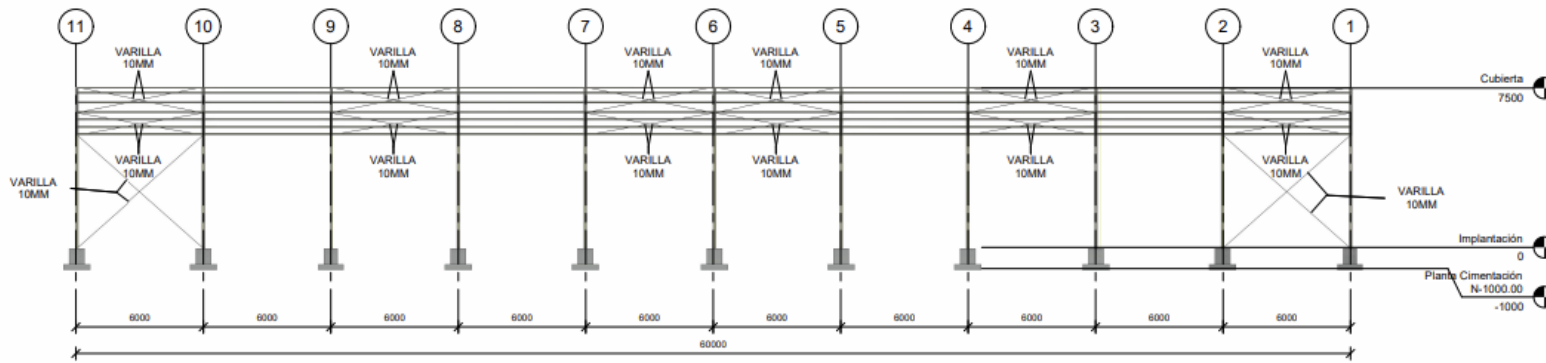 11 10 9 8 7 6 5 4 3 2 1
VARILLA VARILLA VARILLA VARILLA VARILLA VARILLA
10MM 10MM 10MM 10MM 10MM 10MM
Cubierta
7500
VARILLA VARILLA VARILLA VARILLA VARILLA VARILLA
10MM 10MM 10MM 10MM 10MM 10MM
VARILLA
10MM
VARILLA
10MM
Implantación
0
Planta Cimentación
N-1000.00
-1000
6000 6000 6000 6000 6000 6000 6000 6000 6000 6000
60000